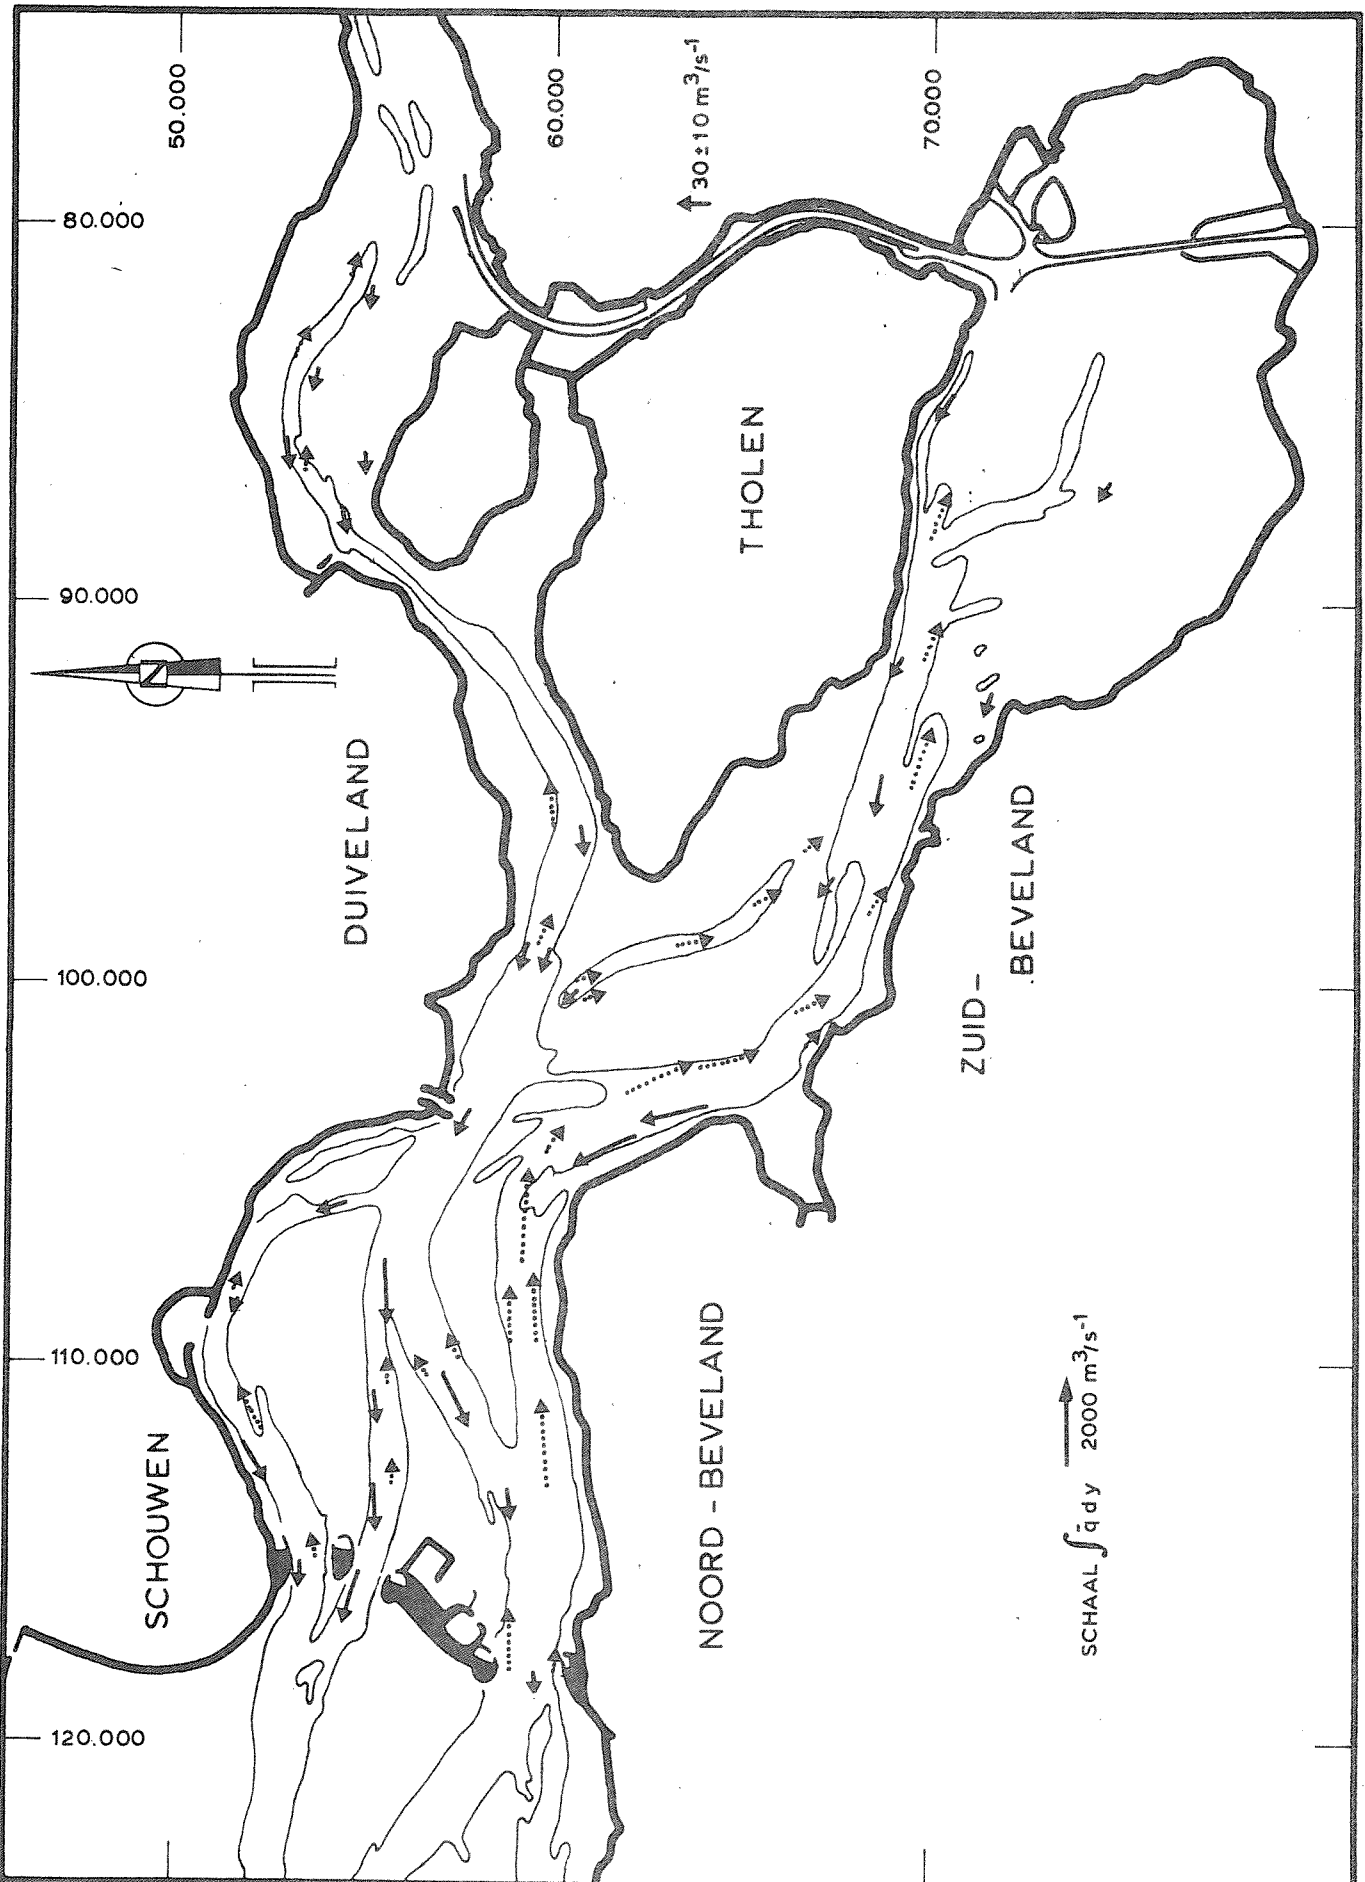 50.000
60.000
70.000
30±10 m³/s⁻¹
80.000
90.000
100.000
110.000
120.000
N
THOLEN
DUIVELAND
ZUID-
BEVELAND
SCHOUWEN
NOORD-BEVELAND
SCHAAL ∫q̄ dy 2000 m³/s⁻¹